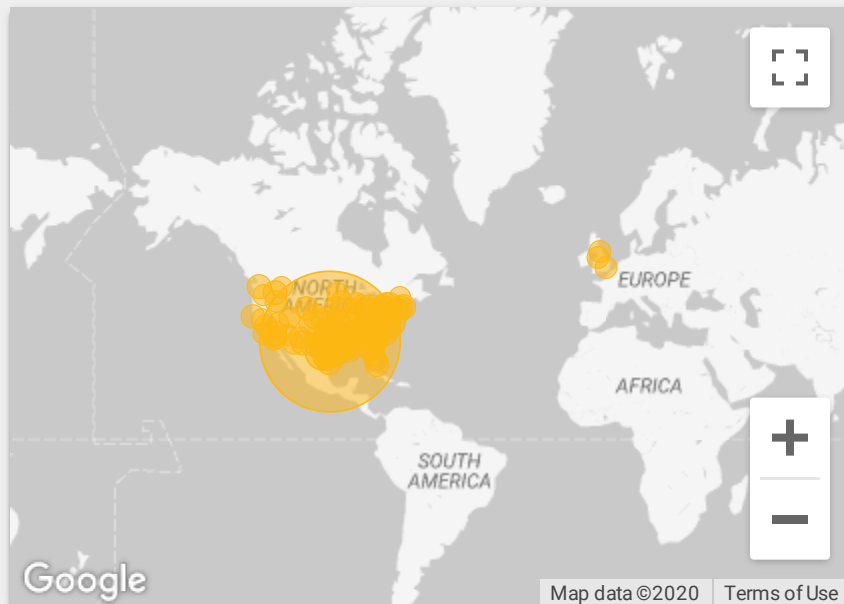 NORTH
AMERICA
EUROPE
AFRICA
SOUTH
AMERICA
Google
Map data ©2020
Terms of Use